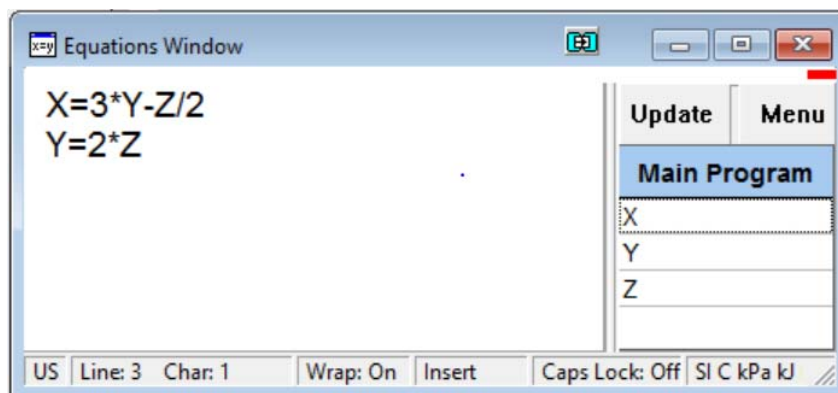 x=y Equations Window
X=3*Y-Z/2
Y=2*Z
Update Menu
Main Program
X
Y
Z
US Line: 3 Char: 1 Wrap: On Insert Caps Lock: Off SI C kPa kJ